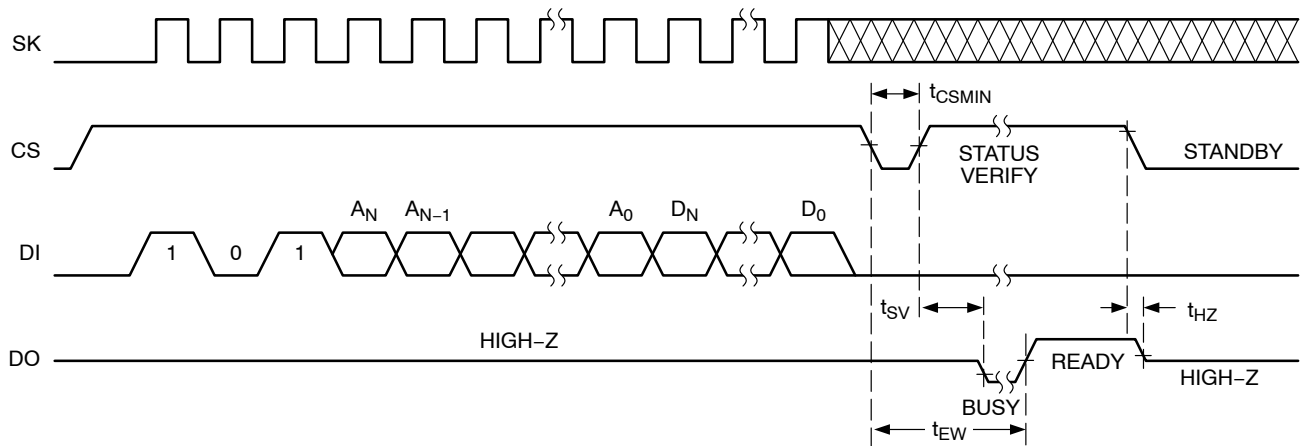 SK
t_CSMIN
CS
STATUS
VERIFY
STANDBY
A_N
A_N−1
A_0
D_N
D_0
DI
1
0
1
t_SV
t_HZ
HIGH−Z
DO
READY
HIGH−Z
BUSY
t_EW